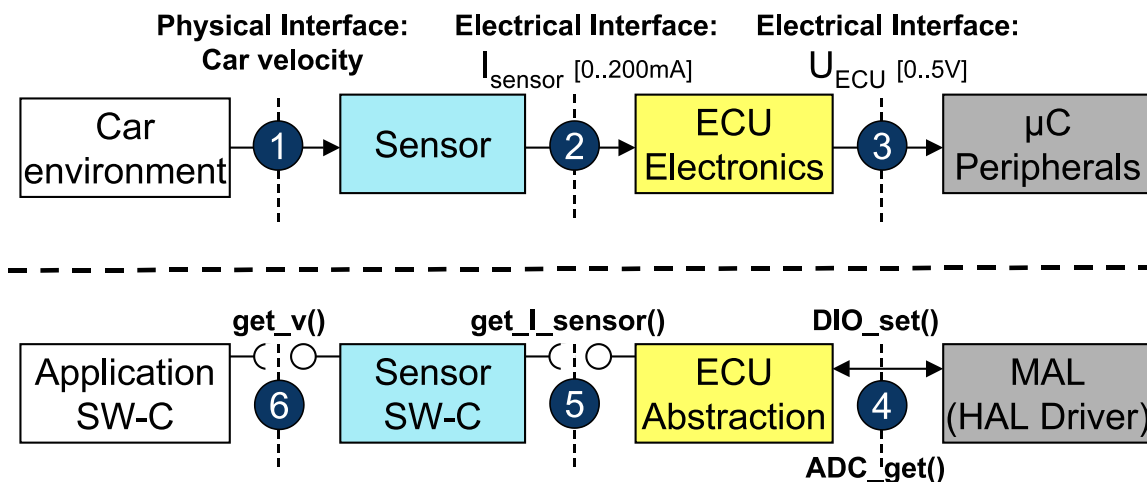 Physical Interface:
Car velocity
Electrical Interface:
I_sensor [0..200mA]
Electrical Interface:
U_ECU [0..5V]
Car
environment
1
Sensor
2
ECU
Electronics
3
µC
Peripherals
get_v()
get_I_sensor()
DIO_set()
Application
SW-C
6
Sensor
SW-C
5
ECU
Abstraction
4
MAL
(HAL Driver)
ADC_get()